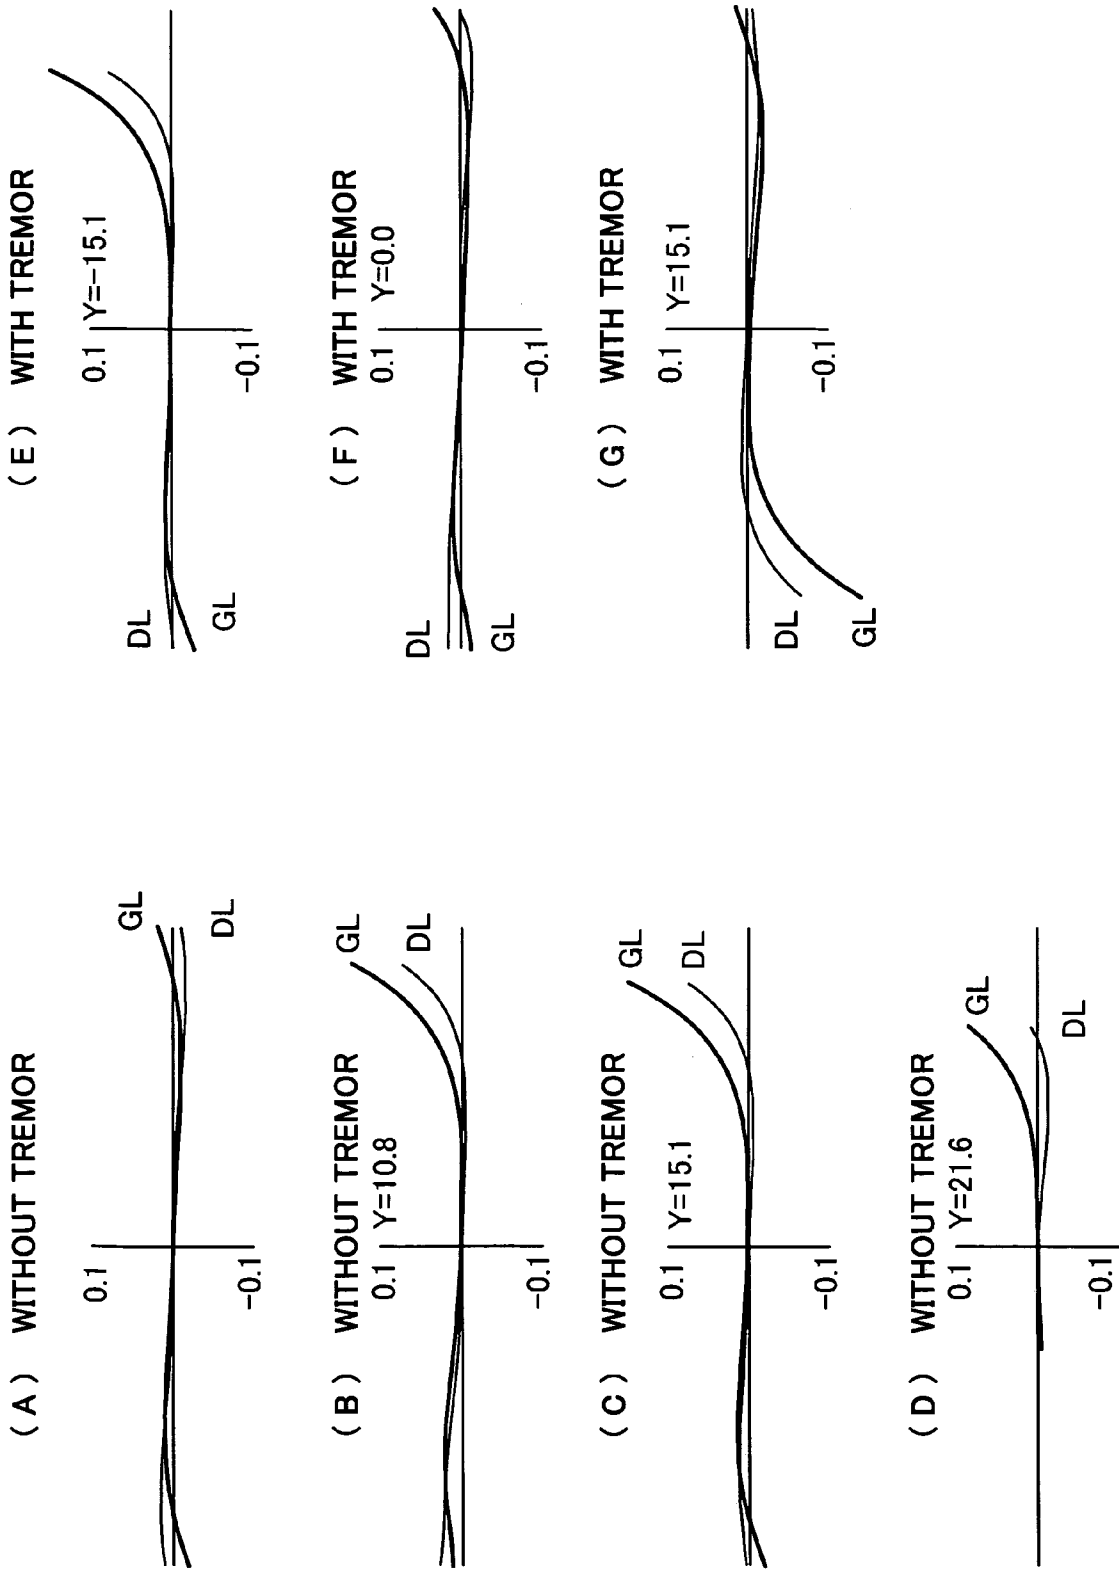 (A) WITHOUT TREMOR
0.1
-0.1
GL
DL
(B) WITHOUT TREMOR
0.1
Y=10.8
-0.1
GL
DL
(C) WITHOUT TREMOR
0.1
Y=15.1
-0.1
GL
DL
(D) WITHOUT TREMOR
0.1
Y=21.6
-0.1
GL
DL
(E) WITH TREMOR
0.1
Y=-15.1
-0.1
DL
GL
(F) WITH TREMOR
0.1
Y=0.0
-0.1
DL
GL
(G) WITH TREMOR
0.1
Y=15.1
-0.1
DL
GL